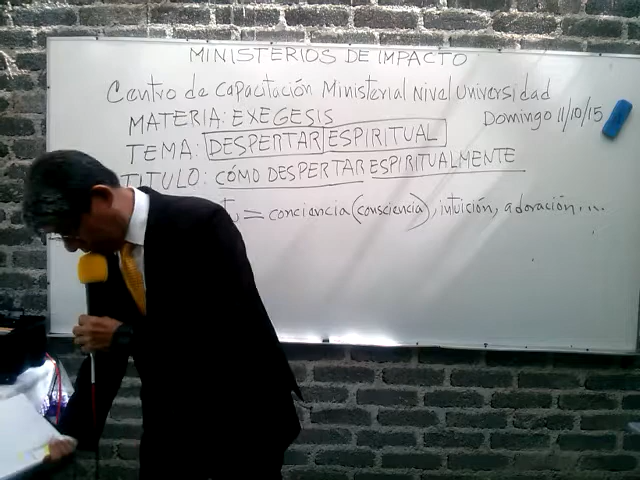 MINISTERIOS DE IMPACTO
Centro de Capacitación Ministerial Nivel Universidad
MATERIA: EXEGESIS
Domingo 11/10/15
TEMA: DESPERTAR ESPIRITUAL
TITULO: CÓMO DESPERTAR ESPIRITUALMENTE
= conciencia (consciencia), intuición, adoración, ...